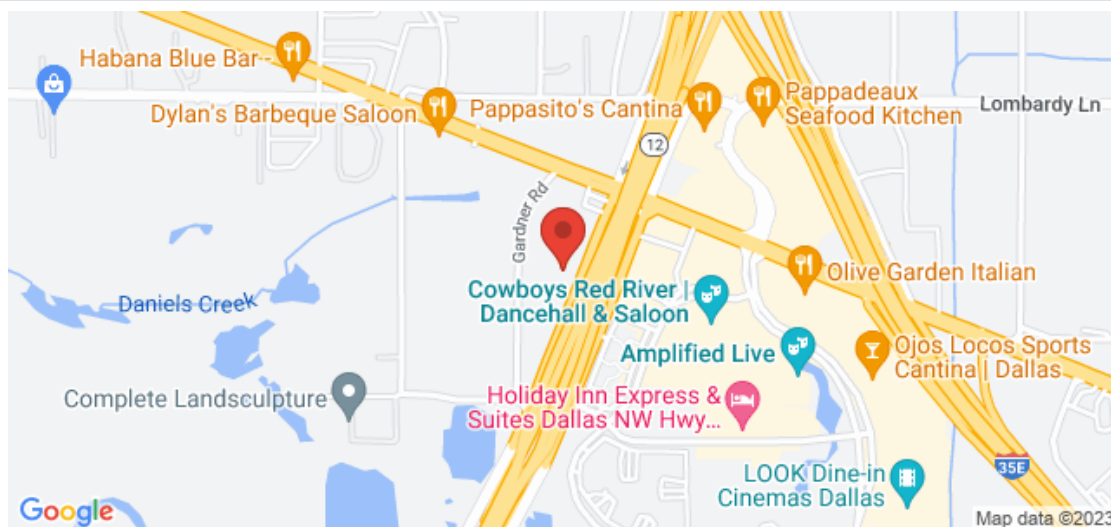 Habana Blue Bar
Dylan's Barbeque Saloon
Pappasito's Cantina
Pappadeaux
Seafood Kitchen
Lombardy Ln
12
Gardner Rd
Daniels Creek
Cowboys Red River |
Dancehall & Saloon
Olive Garden Italian
Amplified Live
Ojos Locos Sports
Cantina | Dallas
Complete Landsculpture
Holiday Inn Express &
Suites Dallas NW Hwy...
LOOK Dine-in
Cinemas Dallas
35E
Google
Map data ©2023